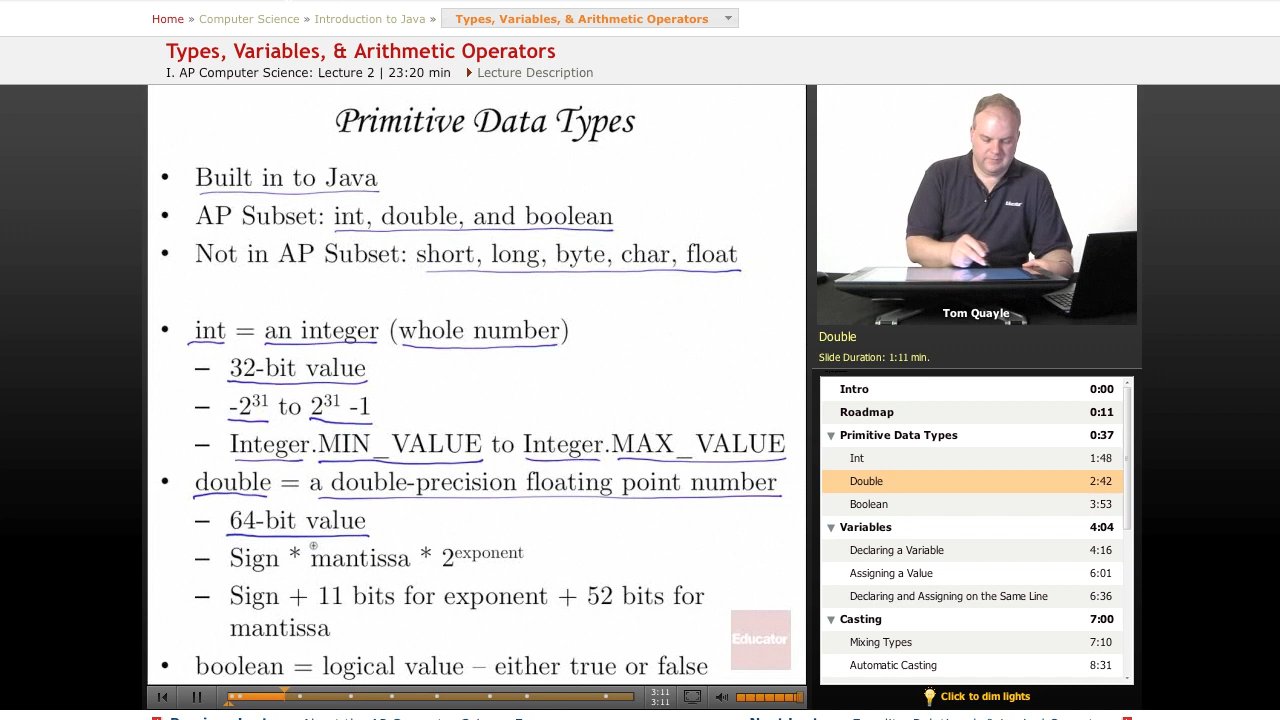 Home » Computer Science » Introduction to Java » Types, Variables, & Arithmetic Operators
Types, Variables, & Arithmetic Operators
I. AP Computer Science: Lecture 2 | 23:20 min Lecture Description
Primitive Data Types
• Built in to Java
• AP Subset: int, double, and boolean
• Not in AP Subset: short, long, byte, char, float
• int = an integer (whole number)
– 32-bit value
– -2³¹ to 2³¹ -1
– Integer.MIN_VALUE to Integer.MAX_VALUE
• double = a double-precision floating point number
– 64-bit value
– Sign * mantissa * 2^exponent
– Sign + 11 bits for exponent + 52 bits for
mantissa
• boolean = logical value – either true or false
Educator
3:11
3:11
Educator
Tom Quayle
Double
Slide Duration: 1:11 min.
Intro 0:00
Roadmap 0:11
Primitive Data Types 0:37
Int 1:48
Double 2:42
Boolean 3:53
Variables 4:04
Declaring a Variable 4:16
Assigning a Value 6:01
Declaring and Assigning on the Same Line 6:36
Casting 7:00
Mixing Types 7:10
Automatic Casting 8:31
Click to dim lights